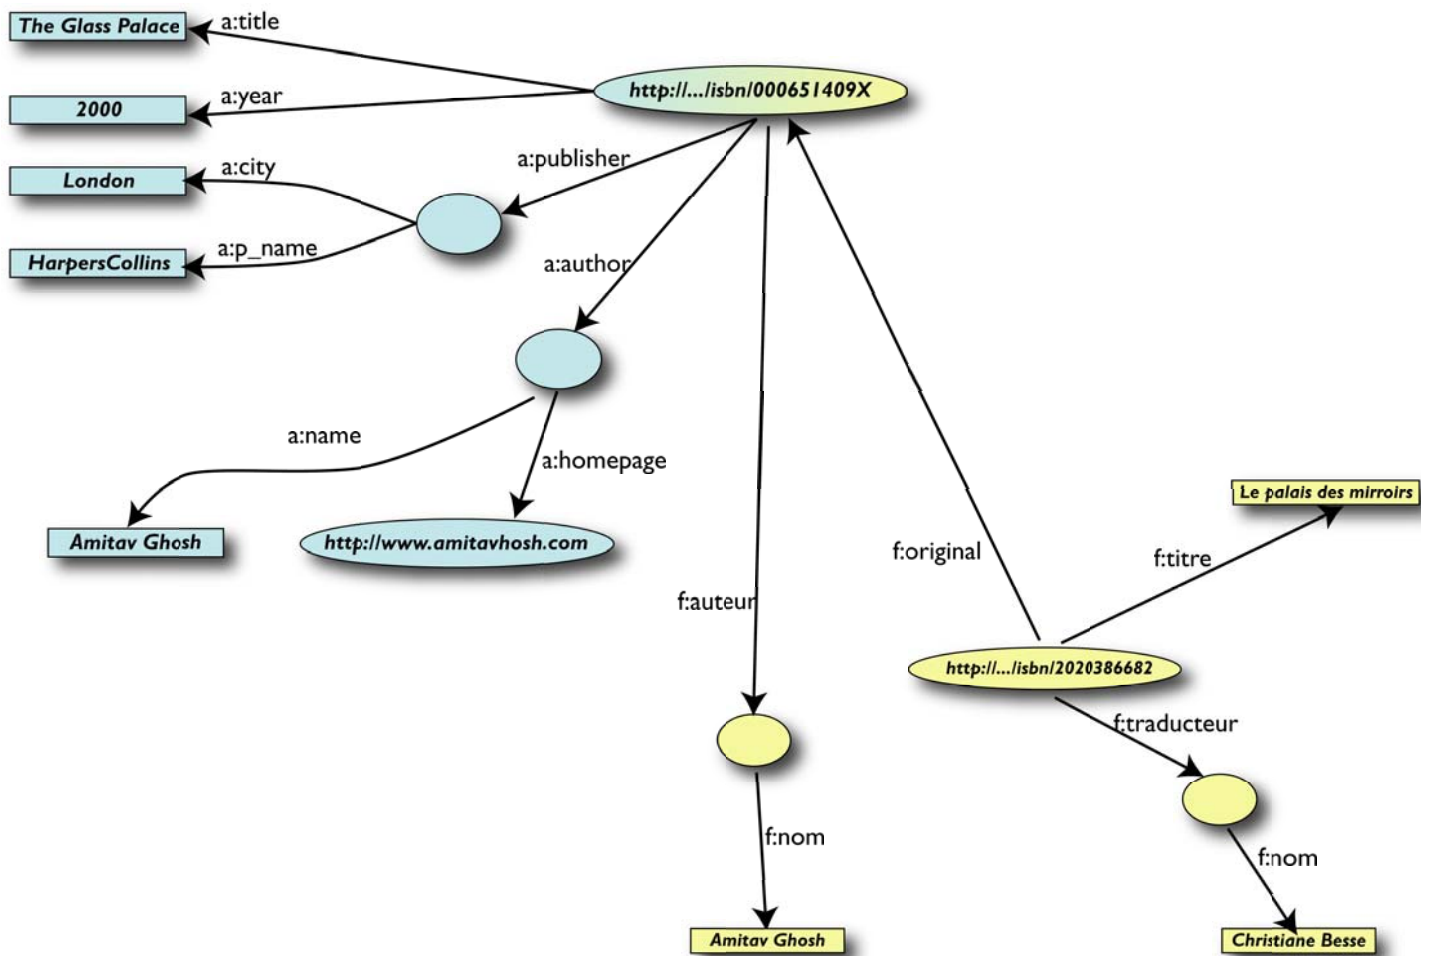 The Glass Palace
a:title
http://.../isbn/000651409X
2000
a:year
London
a:city
a:publisher
HarpersCollins
a:p_name
a:author
a:name
a:homepage
Amitav Ghosh
http://www.amitavhosh.com
Le palais des mirroirs
f:original
f:titre
f:auteur
http://.../isbn/2020386682
f:traducteur
f:nom
f:nom
Amitav Ghosh
Christiane Besse